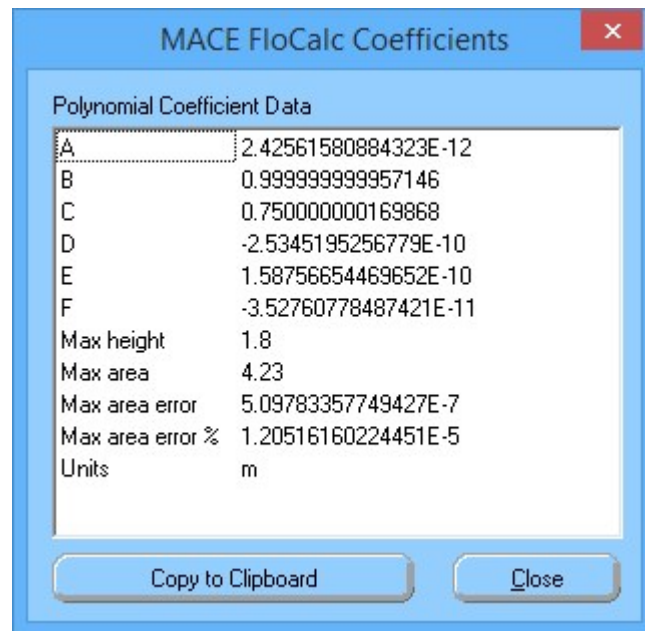 MACE FloCalc Coefficients
Polynomial Coefficient Data
A 2.42561580884323E-12
B 0.999999999957146
C 0.750000000169868
D -2.5345195256779E-10
E 1.58756654469652E-10
F -3.52760778487421E-11
Max height 1.8
Max area 4.23
Max area error 5.09783357749427E-7
Max area error % 1.20516160224451E-5
Units m
Copy to Clipboard Close